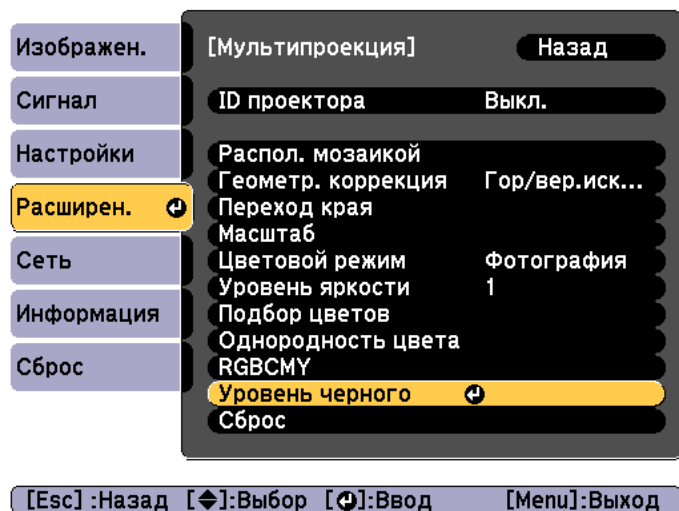 Изображен.
Сигнал
Настройки
Расширен.
Сеть
Информация
Сброс
[Мультипроекция] Назад
ID проектора Выкл.
Распол. мозаикой
Геометр. коррекция Гор/вер.иск...
Переход края
Масштаб
Цветовой режим Фотография
Уровень яркости 1
Подбор цветов
Однородность цвета
RGBCMY
Уровень черного
Сброс
[Esc] :Назад [◆]:Выбор [↵]:Ввод [Menu]:Выход